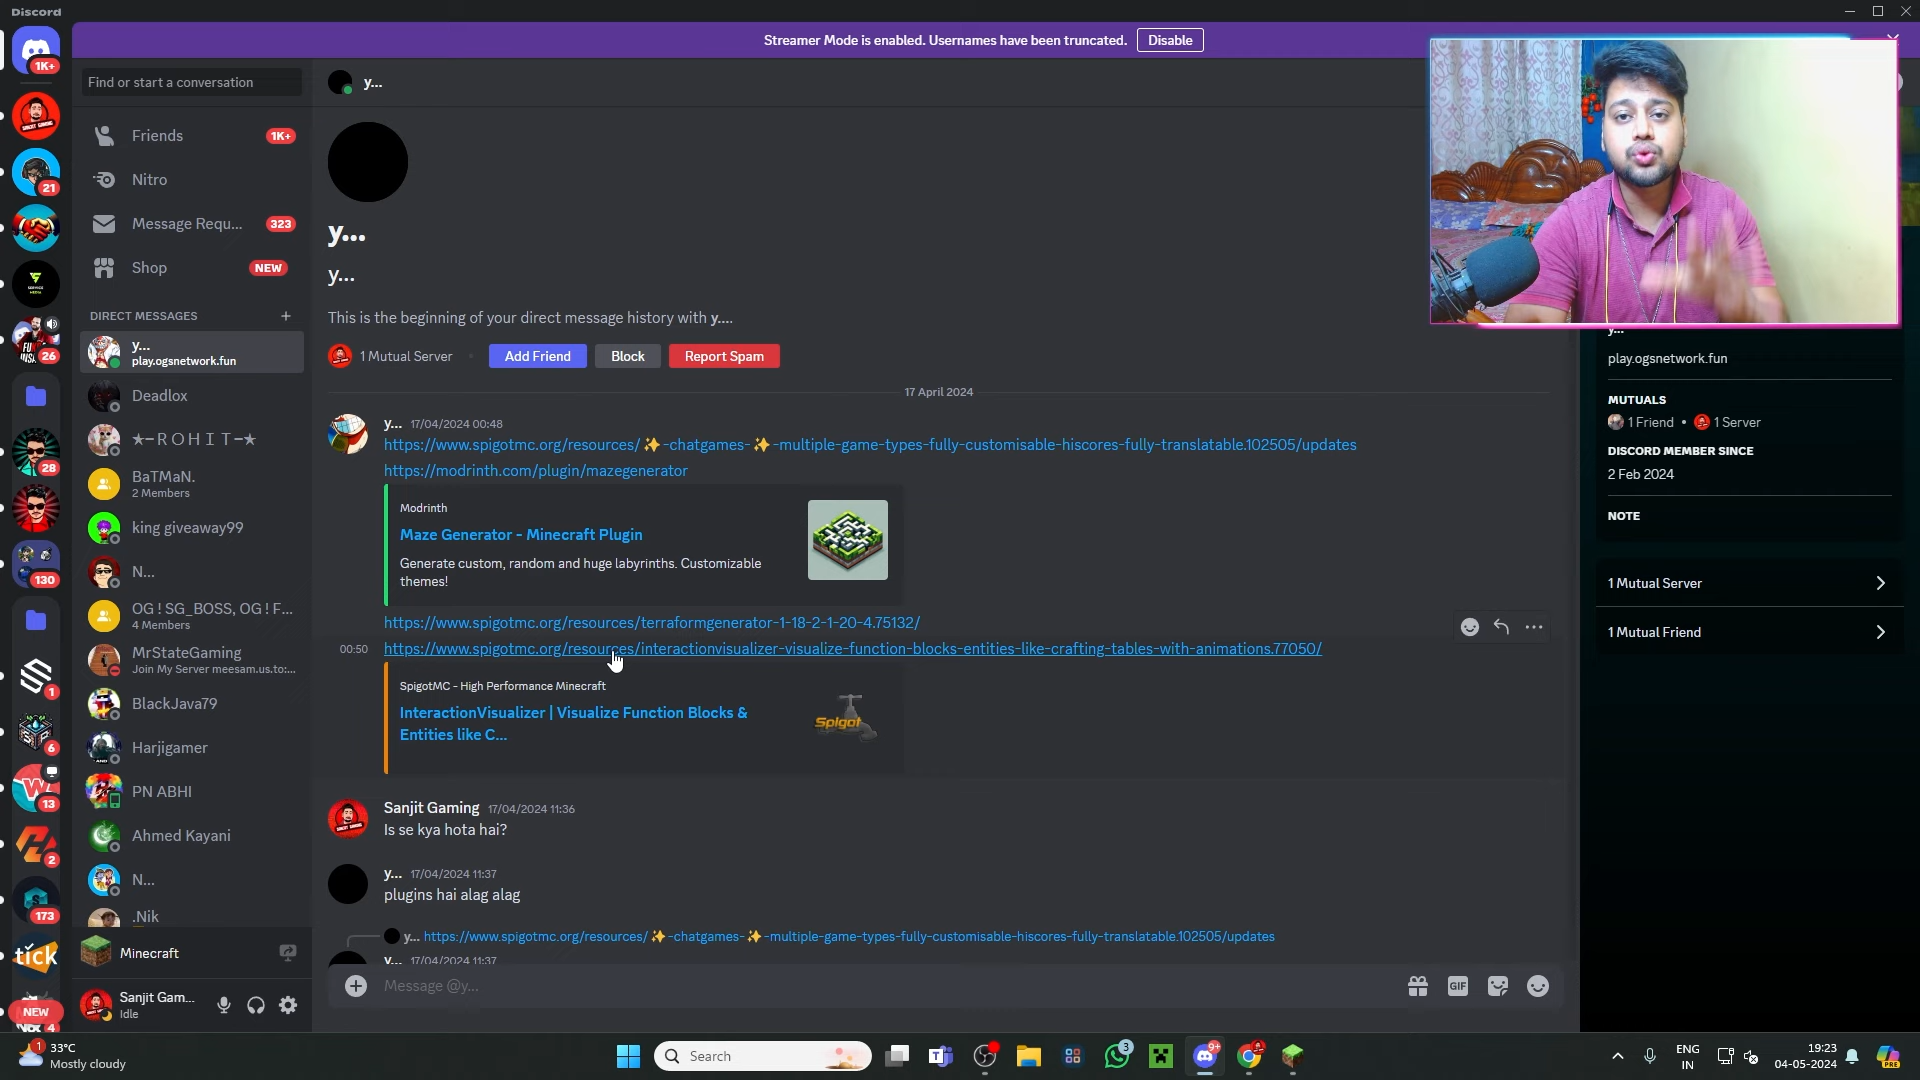 Discord
Streamer Mode is enabled. Usernames have been truncated.
Disable
1K+
Find or start a conversation
y...
Friends
1K+
Nitro
21
Message Requ...
323
Shop
NEW
26
DIRECT MESSAGES
y...
play.ogsnetwork.fun
Deadlox
★–ROHIT–★
28
BaTMaN.
2 Members
king giveaway99
N...
130
OG ! SG_BOSS, OG ! F...
4 Members
MrStateGaming
Join My Server meesam.us.to:...
1
BlackJava79
6
Harjigamer
13
PN ABHI
2
Ahmed Kayani
N...
173
.Nik
tick
Minecraft
NEW
4
Sanjit Gam...
Idle
y...
y...
This is the beginning of your direct message history with y....
1 Mutual Server
Add Friend
Block
Report Spam
17 April 2024
y... 17/04/2024 00:48
https://www.spigotmc.org/resources/✨-chatgames-✨-multiple-game-types-fully-customisable-hiscores-fully-translatable.102505/updates
https://modrinth.com/plugin/mazegenerator
Modrinth
Maze Generator - Minecraft Plugin
Generate custom, random and huge labyrinths. Customizable
themes!
https://www.spigotmc.org/resources/terraformgenerator-1-18-2-1-20-4.75132/
00:50
https://www.spigotmc.org/resources/interactionvisualizer-visualize-function-blocks-entities-like-crafting-tables-with-animations.77050/
SpigotMC - High Performance Minecraft
InteractionVisualizer | Visualize Function Blocks &
Entities like C...
Spigot
Sanjit Gaming 17/04/2024 11:36
Is se kya hota hai?
y... 17/04/2024 11:37
plugins hai alag alag
y... https://www.spigotmc.org/resources/✨-chatgames-✨-multiple-game-types-fully-customisable-hiscores-fully-translatable.102505/updates
y... 17/04/2024 11:37
Message @y...
GIF
y...
play.ogsnetwork.fun
MUTUALS
1 Friend • 1 Server
DISCORD MEMBER SINCE
2 Feb 2024
NOTE
1 Mutual Server
1 Mutual Friend
1
33°C
Mostly cloudy
Search
3
9+
ENG
IN
19:23
04-05-2024
PRE